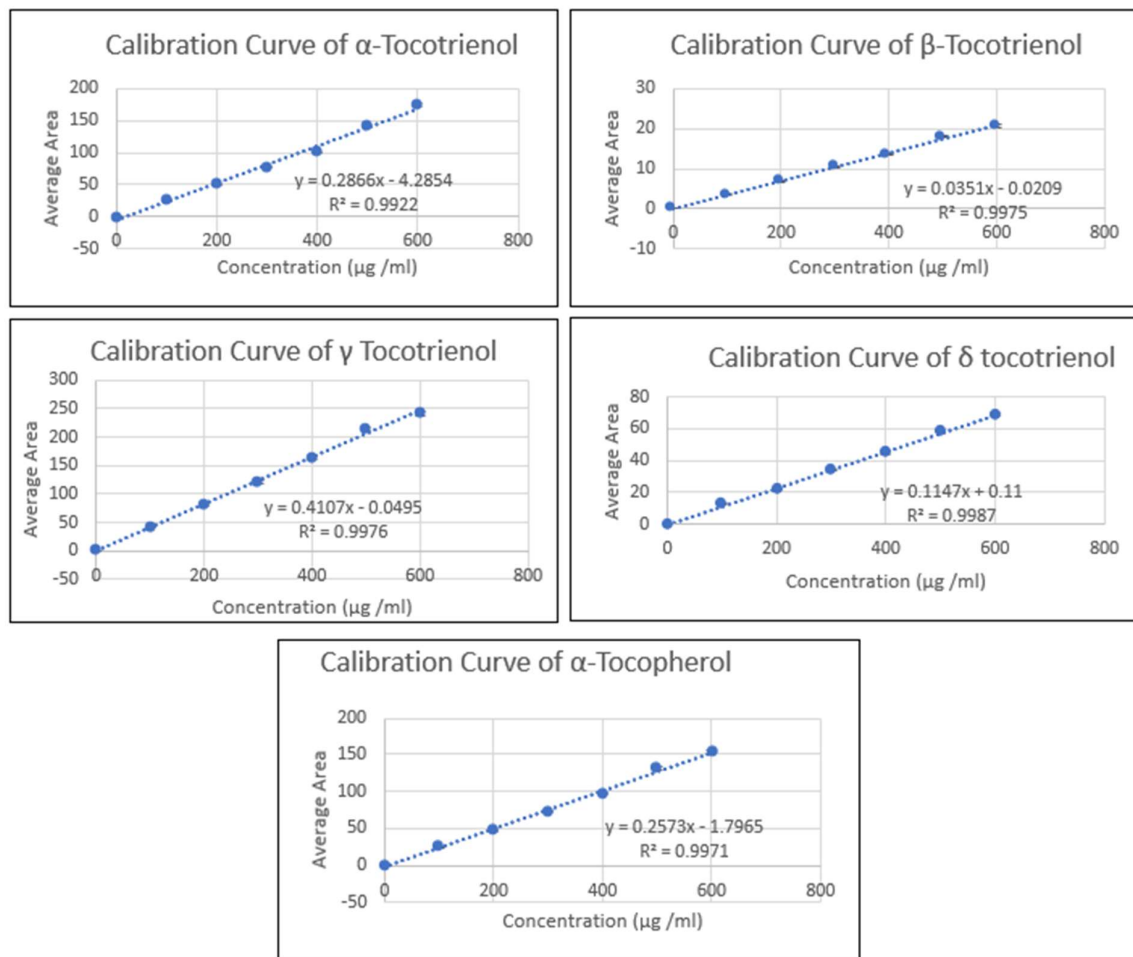 Calibration Curve of α-Tocotrienol
200
150
100
50
0
-50
0 200 400 600 800
Average Area
y = 0.2866x - 4.2854
R² = 0.9922
Concentration (µg /ml)
Calibration Curve of β-Tocotrienol
30
20
10
0
-10
0 200 400 600 800
Average Area
y = 0.0351x - 0.0209
R² = 0.9975
Concentration (µg /ml)
Calibration Curve of γ Tocotrienol
300
250
200
150
100
50
0
-50
0 200 400 600 800
Average Area
y = 0.4107x - 0.0495
R² = 0.9976
Concentration (µg /ml)
Calibration Curve of δ tocotrienol
80
60
40
20
0
0 200 400 600 800
Average Area
y = 0.1147x + 0.11
R² = 0.9987
Concentration (µg /ml)
Calibration Curve of α-Tocopherol
200
150
100
50
0
-50
0 200 400 600 800
Average Area
y = 0.2573x - 1.7965
R² = 0.9971
Concentration (µg /ml)